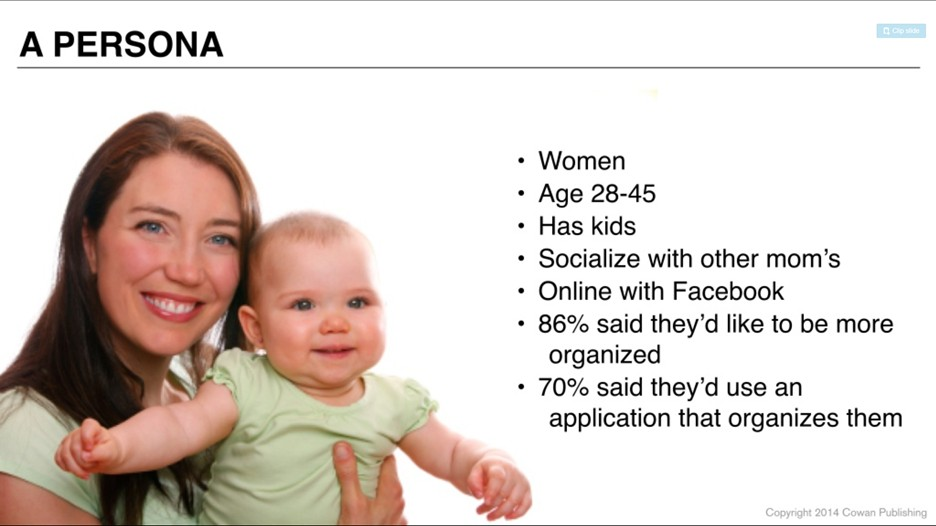 A PERSONA
Clip slide
• Women
• Age 28-45
• Has kids
• Socialize with other mom’s
• Online with Facebook
• 86% said they’d like to be more
organized
• 70% said they’d use an
application that organizes them
Copyright 2014 Cowan Publishing